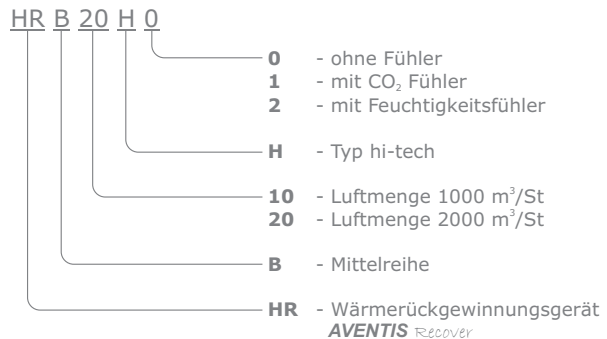 HR B 20 H 0
0 - ohne Fühler
1 - mit CO₂ Fühler
2 - mit Feuchtigkeitsfühler
H - Typ hi-tech
10 - Luftmenge 1000 m³/St
20 - Luftmenge 2000 m³/St
B - Mittelreihe
HR - Wärmerückgewinnungsgerät
AVENTIS Recover